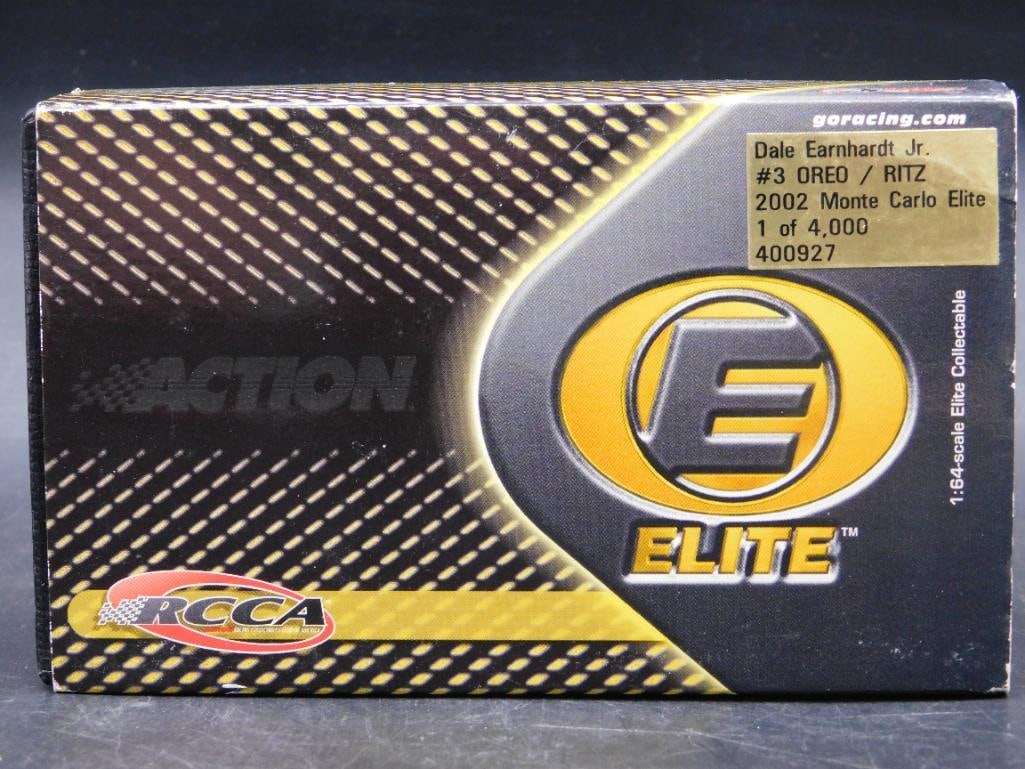 goracing.com
Dale Earnhardt Jr.
#3 OREO / RITZ
2002 Monte Carlo Elite
1 of 4,000
400927
ACTION
E
ELITE™
1:64-scale Elite Collectable
RCCA